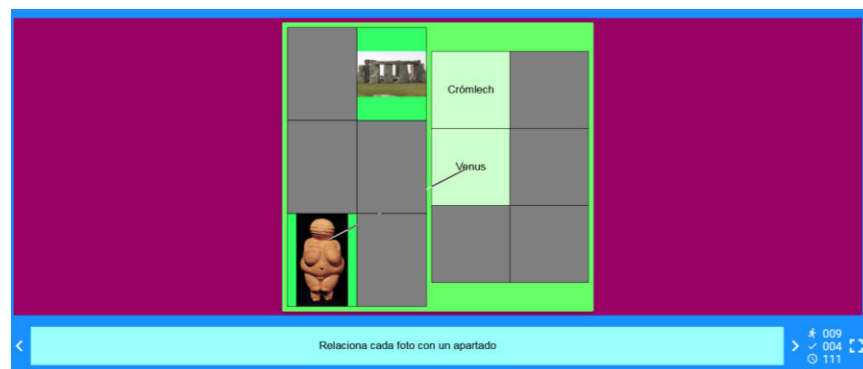 Crómlech
Venus
Relaciona cada foto con un apartado
009
004
111